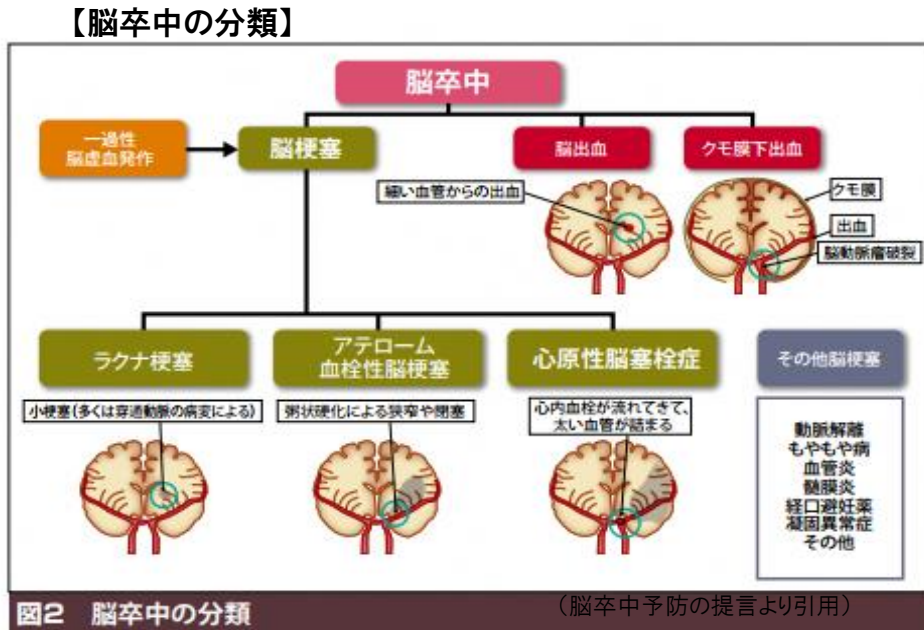 【脳卒中の分類】
脳卒中
一過性
脳虚血発作
脳梗塞
脳出血
クモ膜下出血
細い血管からの出血
クモ膜
出血
脳動脈瘤破裂
ラクナ梗塞
アテローム
血栓性脳梗塞
心原性脳塞栓症
その他脳梗塞
小梗塞(多くは穿通動脈の病変による)
粥状硬化による狭窄や閉塞
心内血栓が流れてきて、
太い血管が詰まる
動脈解離
もやもや病
血管炎
髄膜炎
経口避妊薬
凝固異常症
その他
図2 脳卒中の分類
(脳卒中予防の提言より引用)